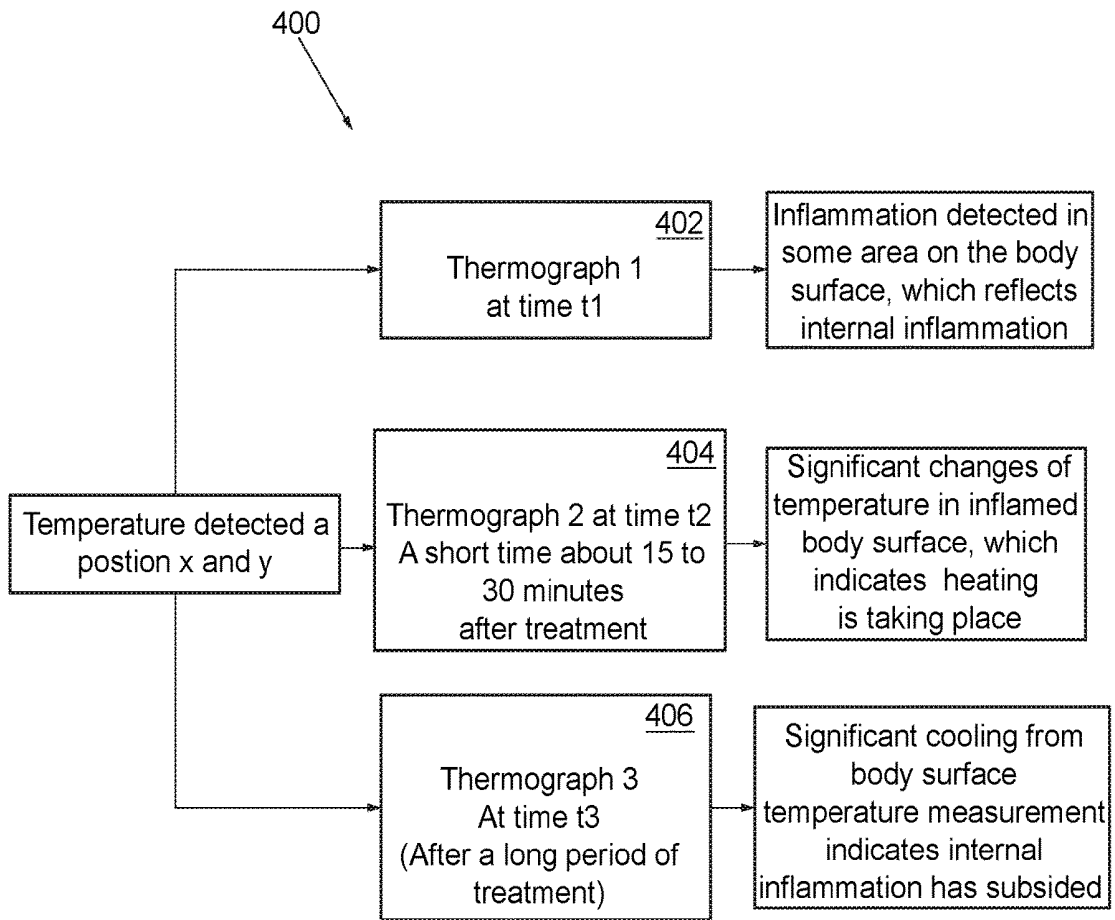 400
402
Thermograph 1
at time t1
Inflammation detected in
some area on the body
surface, which reflects
internal inflammation
Temperature detected a
postion x and y
404
Thermograph 2 at time t2
A short time about 15 to
30 minutes
after treatment
Significant changes of
temperature in inflamed
body surface, which
indicates heating
is taking place
406
Thermograph 3
At time t3
(After a long period of
treatment)
Significant cooling from
body surface
temperature measurement
indicates internal
inflammation has subsided